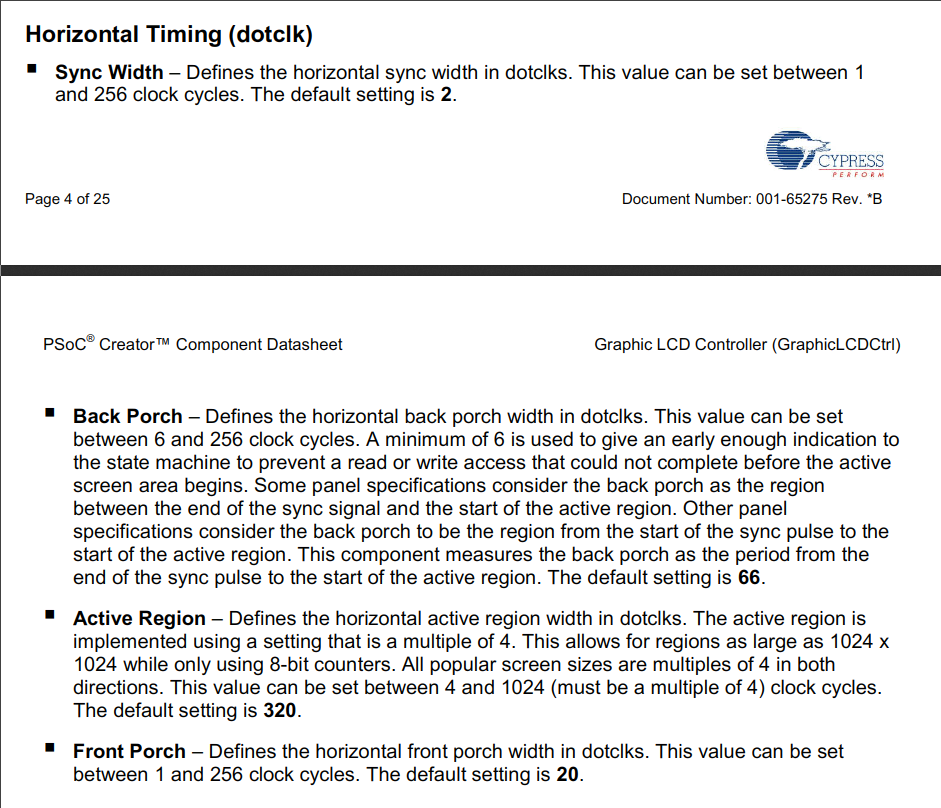 Horizontal Timing (dotclk)
■ Sync Width – Defines the horizontal sync width in dotclks. This value can be set between 1
and 256 clock cycles. The default setting is 2.
CYPRESS
PERFORM
Page 4 of 25
Document Number: 001-65275 Rev. *B
PSoC® Creator™ Component Datasheet
Graphic LCD Controller (GraphicLCDCtrl)
■ Back Porch – Defines the horizontal back porch width in dotclks. This value can be set
between 6 and 256 clock cycles. A minimum of 6 is used to give an early enough indication to
the state machine to prevent a read or write access that could not complete before the active
screen area begins. Some panel specifications consider the back porch as the region
between the end of the sync signal and the start of the active region. Other panel
specifications consider the back porch to be the region from the start of the sync pulse to the
start of the active region. This component measures the back porch as the period from the
end of the sync pulse to the start of the active region. The default setting is 66.
■ Active Region – Defines the horizontal active region width in dotclks. The active region is
implemented using a setting that is a multiple of 4. This allows for regions as large as 1024 x
1024 while only using 8-bit counters. All popular screen sizes are multiples of 4 in both
directions. This value can be set between 4 and 1024 (must be a multiple of 4) clock cycles.
The default setting is 320.
■ Front Porch – Defines the horizontal front porch width in dotclks. This value can be set
between 1 and 256 clock cycles. The default setting is 20.